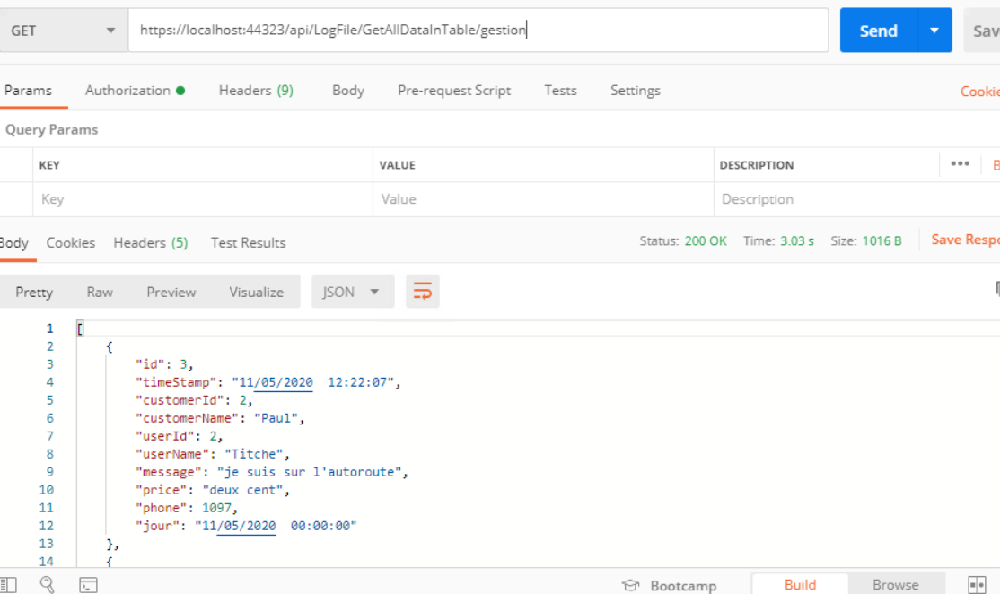 GET https://localhost:44323/api/LogFile/GetAllDataInTable/gestion Send Sav
Params Authorization Headers (9) Body Pre-request Script Tests Settings Cookie
Query Params
KEY VALUE DESCRIPTION ••• B
Key Value Description
Body Cookies Headers (5) Test Results Status: 200 OK Time: 3.03 s Size: 1016 B Save Respo
Pretty Raw Preview Visualize JSON
1 [
2 {
3 "id": 3,
4 "timeStamp": "11/05/2020  12:22:07",
5 "customerId": 2,
6 "customerName": "Paul",
7 "userId": 2,
8 "userName": "Titche",
9 "message": "je suis sur l'autoroute",
10 "price": "deux cent",
11 "phone": 1097,
12 "jour": "11/05/2020  00:00:00"
13 },
14 {
Bootcamp Build Browse